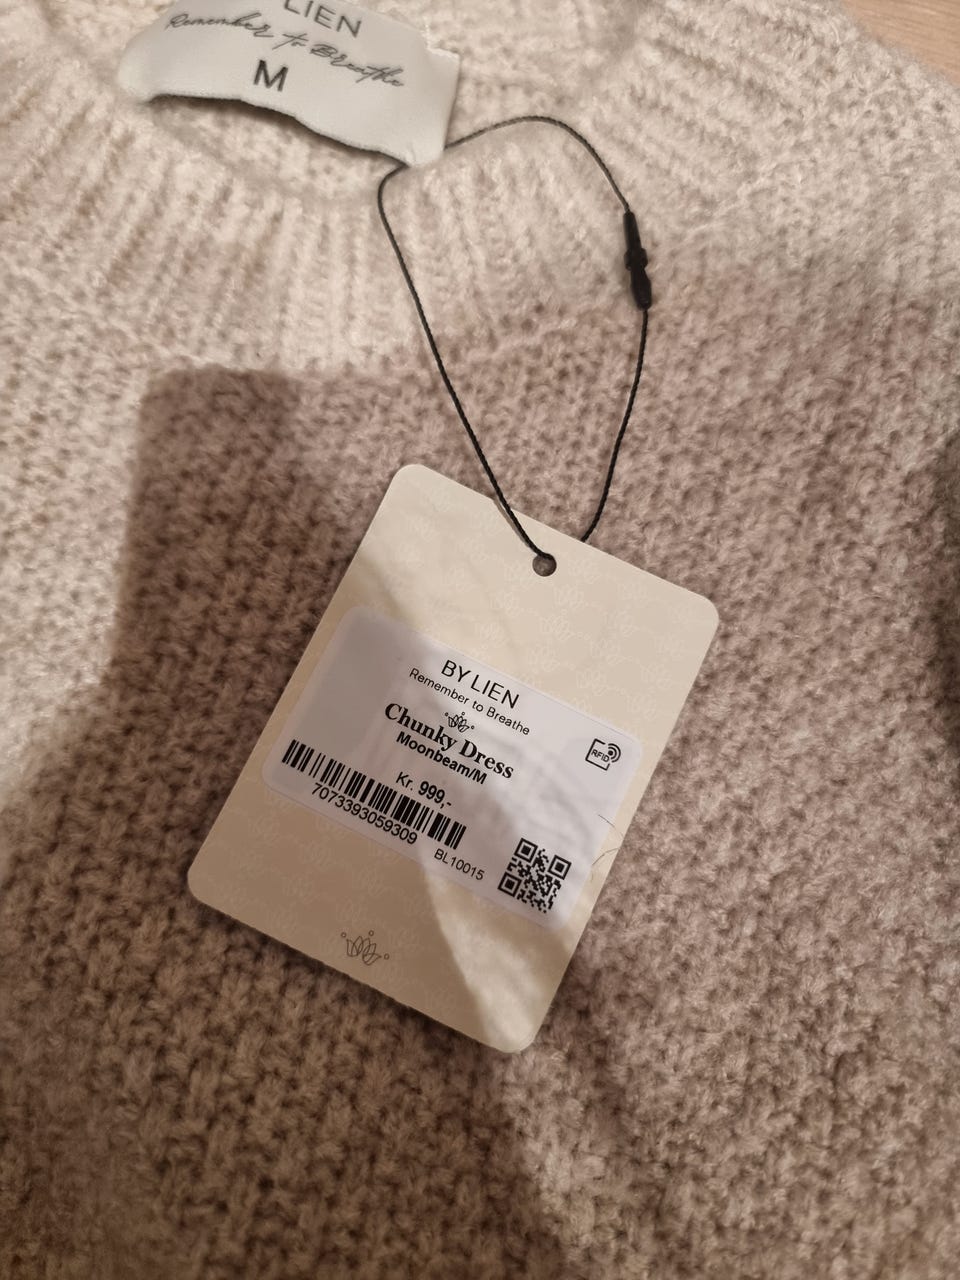 LIEN
Remember to Breathe
M
BY LIEN
Remember to Breathe
Chunky Dress
Moonbeam/M
Kr. 999,-
7073393059309
BL10015
RFID